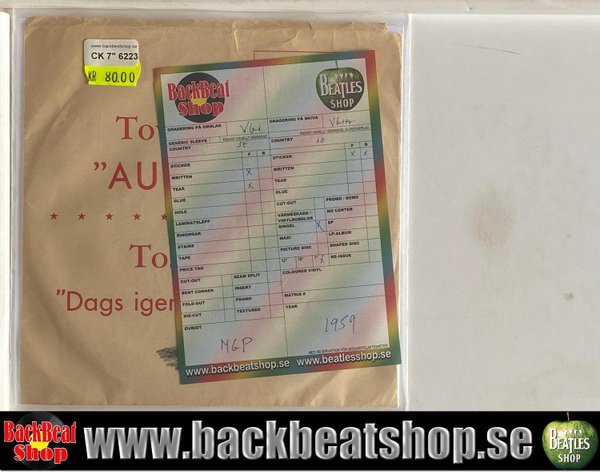 www.backbeatshop.se
CK 7" 6223
KR 80.00
To
"AU
* * * * * *
To
"Dags igen
BackBeat
Shop
BEATLES
SHOP
GRADERING PÅ OMSLAG
GRADERING PÅ SKIVA
GENERIC SLEEVE
COUNTRY
COUNTRY
SE
STICKER
WRITTEN X
TEAR X
GLUE
HOLE
LAMINATSLÄPP
RINGWEAR
STAINS
TAPE
PRICE TAG
CUT-OUT
SEAM SPLIT
BENT CORNER
INSERT
FOLD-OUT
PROMO
DIE-CUT
TEXTURED
ÖVRIGT
MGP
STICKER X X
WRITTEN
TEAR
GLUE
CUT-OUT
PROMO / DEMO
VÄRMESKADA/
VINYLBUBBLOR
NO CENTER
SINGEL X
EP
MAXI
LP-ALBUM
PICTURE DISC
SHAPED DISC
RE-ISSUE
COLOURED VINYL
MATRIX #
YEAR
1959
www.backbeatshop.se
www.beatlesshop.se
BackBeat
Shop
www.backbeatshop.se
BEATLES
SHOP